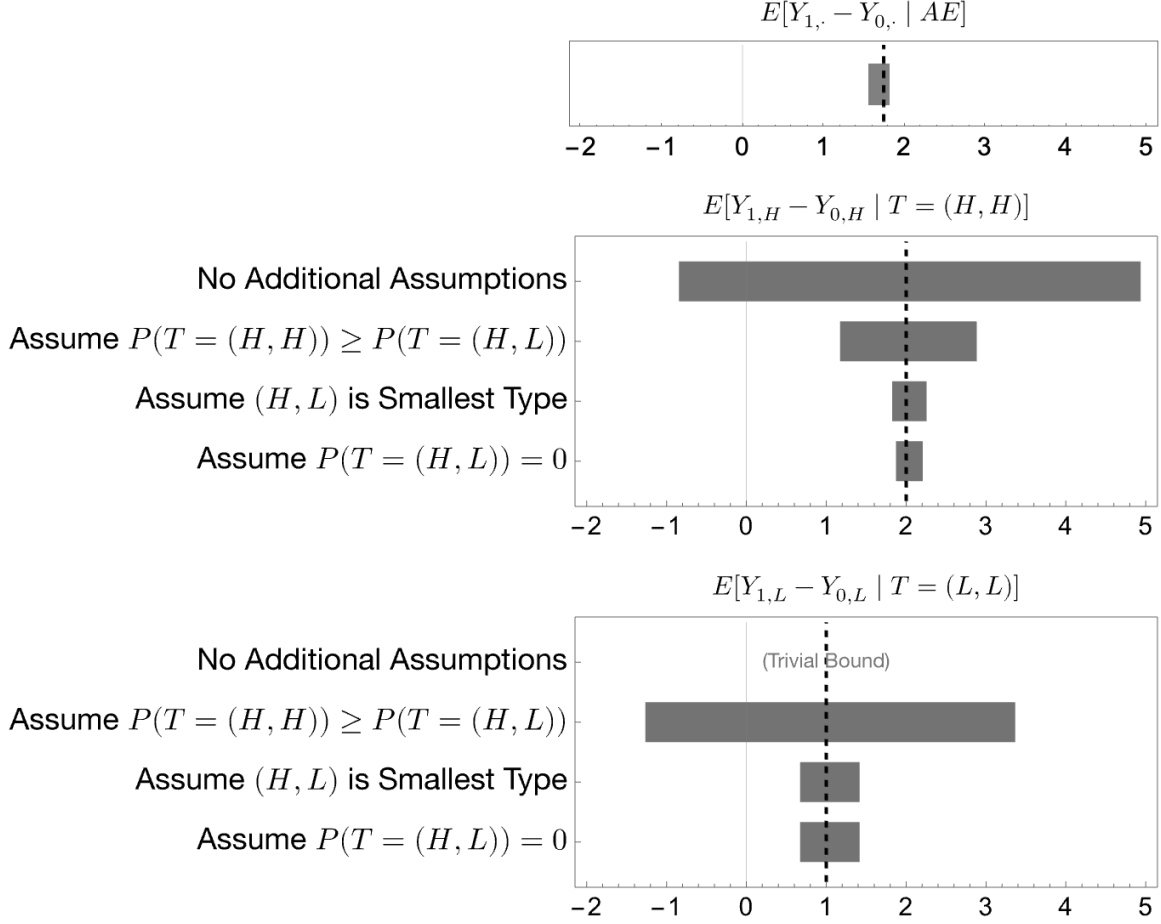 E[Y_{1,·} − Y_{0,·} | AE]
−2 −1 0 1 2 3 4 5
E[Y_{1,H} − Y_{0,H} | T = (H, H)]
No Additional Assumptions
Assume P(T = (H, H)) ≥ P(T = (H, L))
Assume (H, L) is Smallest Type
Assume P(T = (H, L)) = 0
−2 −1 0 1 2 3 4 5
E[Y_{1,L} − Y_{0,L} | T = (L, L)]
No Additional Assumptions (Trivial Bound)
Assume P(T = (H, H)) ≥ P(T = (H, L))
Assume (H, L) is Smallest Type
Assume P(T = (H, L)) = 0
−2 −1 0 1 2 3 4 5